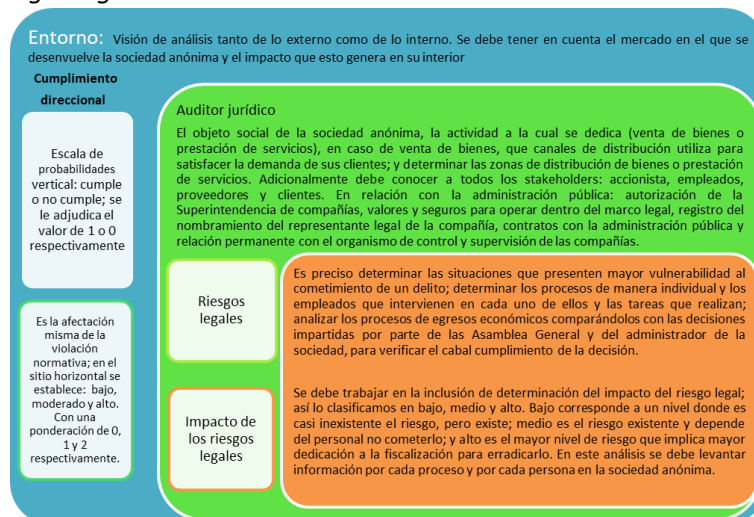 Entorno: Visión de análisis tanto de lo externo como de lo interno. Se debe tener en cuenta el mercado en el que se
desenvuelve la sociedad anónima y el impacto que esto genera en su interior
Cumplimiento
direccional
Escala de
probabilidades
vertical: cumple
o no cumple; se
le adjudica el
valor de 1 o 0
respectivamente
Es la afectación
misma de la
violación
normativa; en el
sitio horizontal se
establece: bajo,
moderado y alto.
Con una
ponderación de 0,
1 y 2
respectivamente.
Auditor jurídico
El objeto social de la sociedad anónima, la actividad a la cual se dedica (venta de bienes o
prestación de servicios), en caso de venta de bienes, que canales de distribución utiliza para
satisfacer la demanda de sus clientes; y determinar las zonas de distribución de bienes o prestación
de servicios. Adicionalmente debe conocer a todos los stakeholders: accionista, empleados,
proveedores y clientes. En relación con la administración pública: autorización de la
Superintendencia de compañías, valores y seguros para operar dentro del marco legal, registro del
nombramiento del representante legal de la compañía, contratos con la administración pública y
relación permanente con el organismo de control y supervisión de las compañías.
Riesgos
legales
Es preciso determinar las situaciones que presenten mayor vulnerabilidad al
cometimiento de un delito; determinar los procesos de manera individual y los
empleados que intervienen en cada uno de ellos y las tareas que realizan;
analizar los procesos de egresos económicos comparándolos con las decisiones
impartidas por parte de las Asamblea General y del administrador de la
sociedad, para verificar el cabal cumplimiento de la decisión.
Impacto de
los riesgos
legales
Se debe trabajar en la inclusión de determinación del impacto del riesgo legal;
así lo clasificamos en bajo, medio y alto. Bajo corresponde a un nivel donde es
casi inexistente el riesgo, pero existe; medio es el riesgo existente y depende
del personal no cometerlo; y alto es el mayor nivel de riesgo que implica mayor
dedicación a la fiscalización para erradicarlo. En este análisis se debe levantar
información por cada proceso y por cada persona en la sociedad anónima.